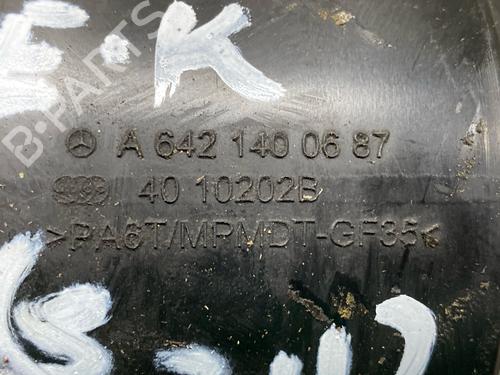 E-K
B-PARTS
A 642 140 06 87
40 10202B
>PA6T/MPMDT-GF35<